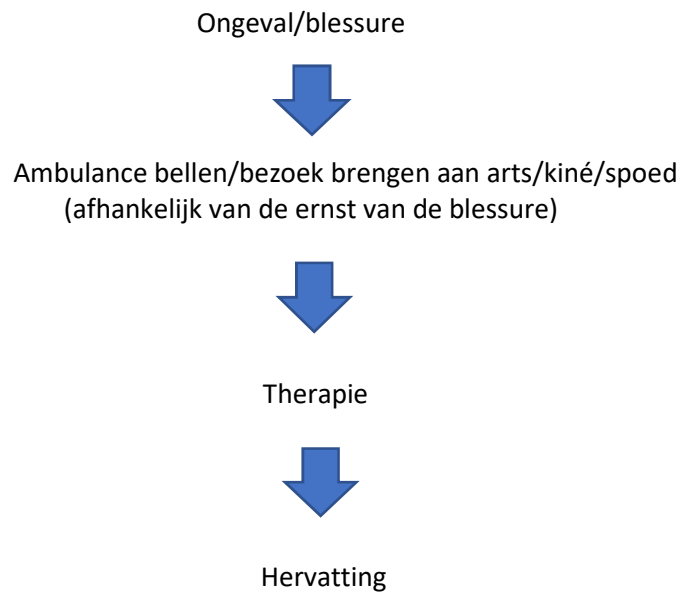 Ongeval/blessure
Ambulance bellen/bezoek brengen aan arts/kiné/spoed
(afhankelijk van de ernst van de blessure)
Therapie
Hervatting